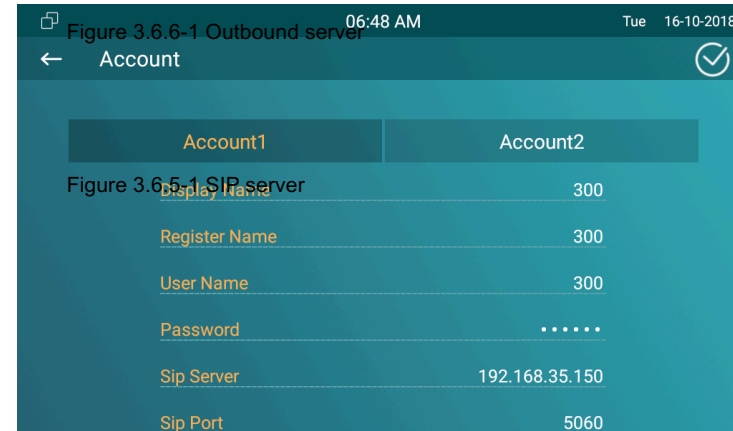 06:48 AM
Tue 16-10-2018
Figure 3.6.6-1 Outbound server
Account
Account1 Account2
Figure 3.6.5-1 SIP server
Display Name 300
Register Name 300
User Name 300
Password ••••••
Sip Server 192.168.35.150
Sip Port 5060